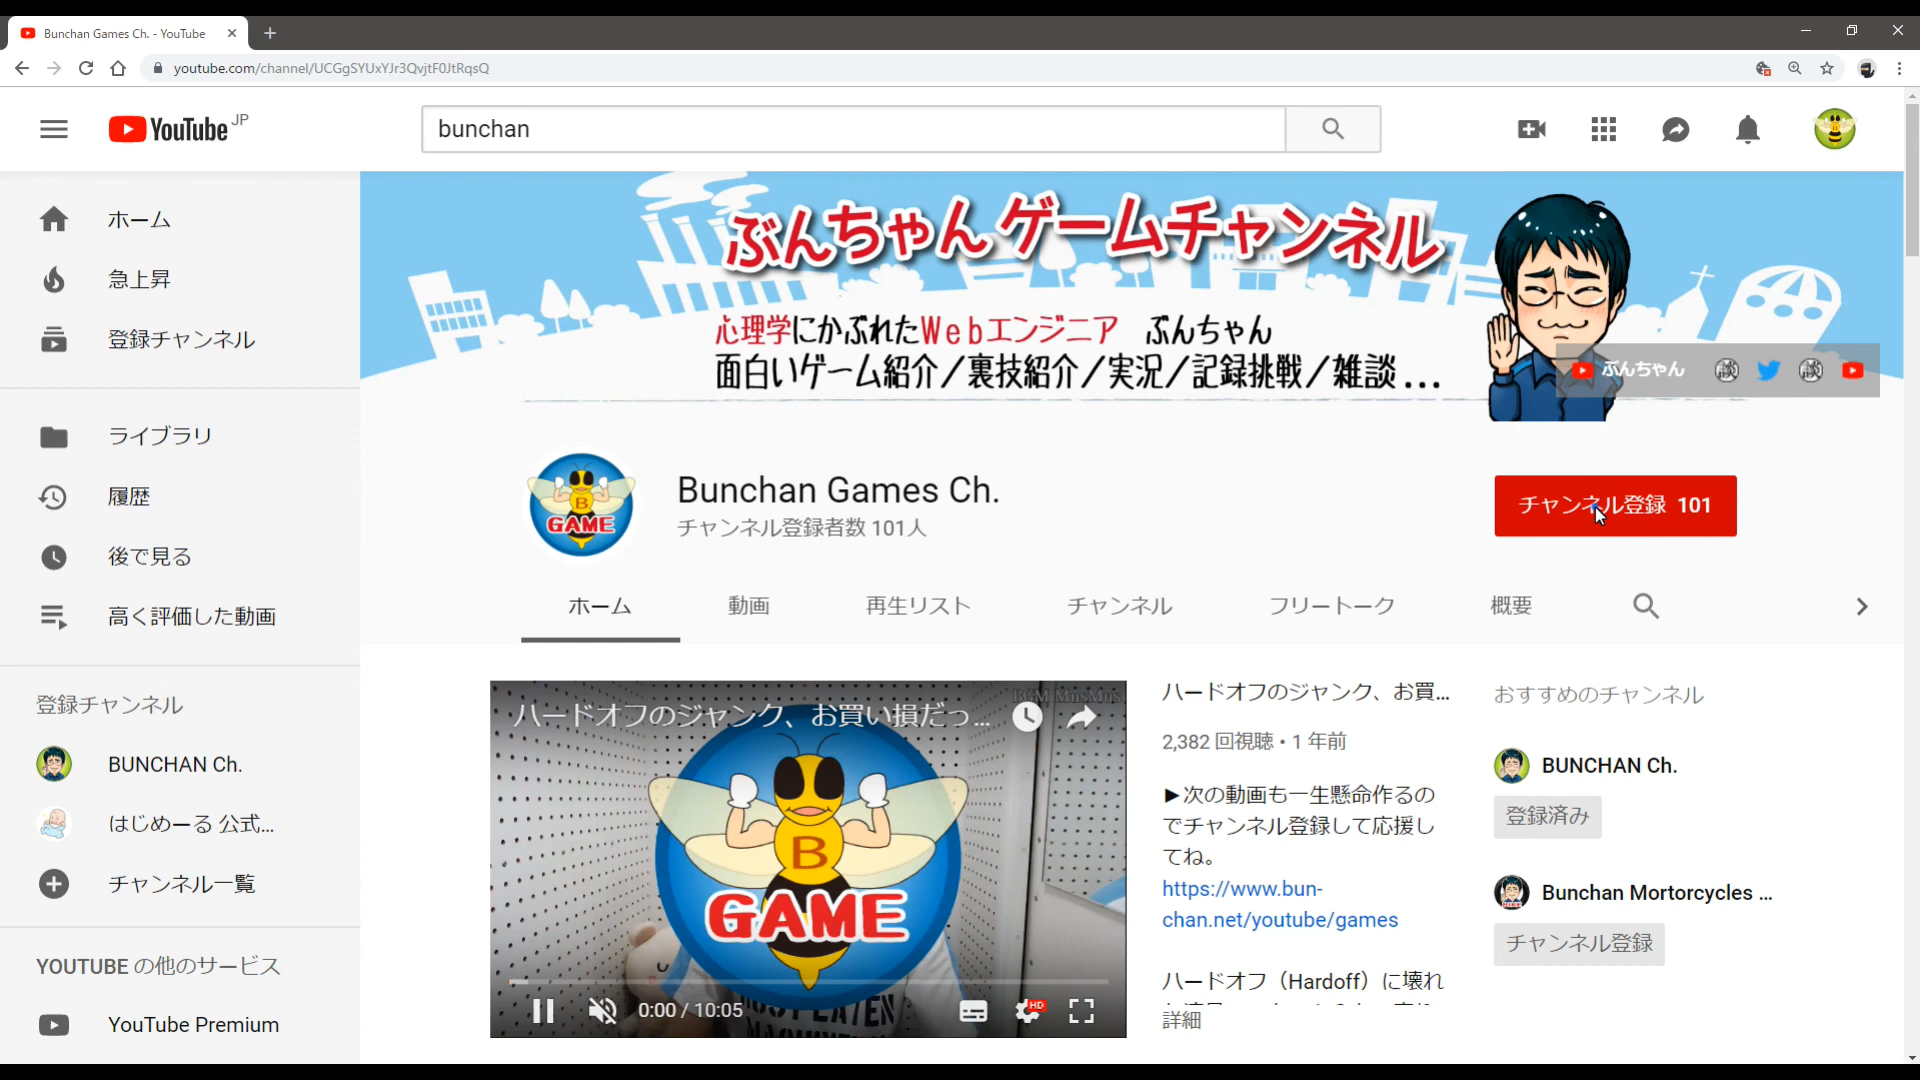 Bunchan Games Ch. - YouTube
youtube.com/channel/UCGgSYUxYJr3QvjtF0JtRqsQ
YouTube JP
bunchan
ホーム
急上昇
登録チャンネル
ライブラリ
履歴
後で見る
高く評価した動画
登録チャンネル
BUNCHAN Ch.
はじめーる 公式...
チャンネル一覧
YOUTUBE の他のサービス
YouTube Premium
ぶんちゃんゲームチャンネル
心理学にかぶれたWebエンジニア ぶんちゃん
面白いゲーム紹介/裏技紹介/実況/記録挑戦/雑談...
ぶんちゃん
B
GAME
Bunchan Games Ch.
チャンネル登録者数 101人
チャンネル登録 101
ホーム
動画
再生リスト
チャンネル
フリートーク
概要
BGM MusMus
ハードオフのジャンク、お買い損だっ...
B
GAME
0:00 / 10:05
HD
ハードオフのジャンク、お買...
2,382 回視聴・1 年前
▶次の動画も一生懸命作るの
でチャンネル登録して応援し
てね。
https://www.bun-
chan.net/youtube/games
ハードオフ（Hardoff）に壊れ
詳細
おすすめのチャンネル
BUNCHAN Ch.
登録済み
Bunchan Mortorcycles ...
チャンネル登録